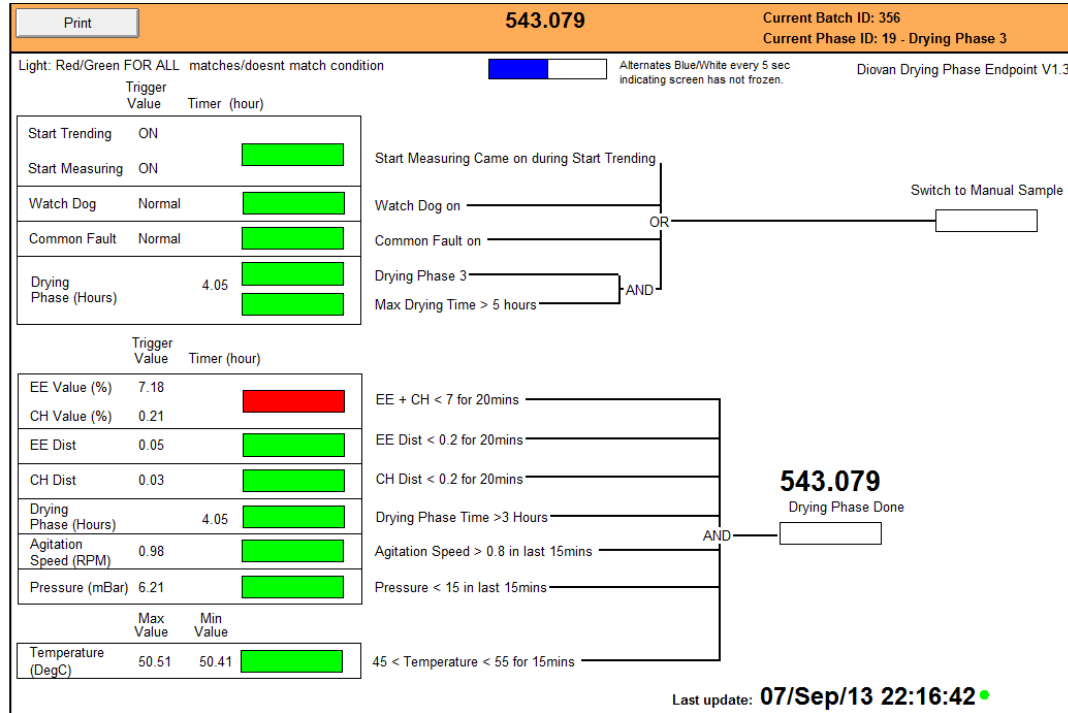 Print
543.079
Current Batch ID: 356
Current Phase ID: 19 - Drying Phase 3
Light: Red/Green FOR ALL matches/doesnt match condition
Alternates Blue/White every 5 sec
indicating screen has not frozen.
Diovan Drying Phase Endpoint V1.3
Trigger
Value Timer (hour)
Start Trending ON
Start Measuring ON
Start Measuring Came on during Start Trending
Watch Dog Normal
Watch Dog on
Switch to Manual Sample
OR
Common Fault Normal
Common Fault on
Drying
Phase (Hours) 4.05
Drying Phase 3
AND
Max Drying Time > 5 hours
Trigger
Value Timer (hour)
EE Value (%) 7.18
CH Value (%) 0.21
EE + CH < 7 for 20mins
EE Dist 0.05
EE Dist < 0.2 for 20mins
CH Dist 0.03
CH Dist < 0.2 for 20mins
543.079
Drying Phase Done
Drying
Phase (Hours) 4.05
Drying Phase Time >3 Hours
AND
Agitation
Speed (RPM) 0.98
Agitation Speed > 0.8 in last 15mins
Pressure (mBar) 6.21
Pressure < 15 in last 15mins
Max Min
Value Value
Temperature
(DegC) 50.51 50.41
45 < Temperature < 55 for 15mins
Last update: 07/Sep/13 22:16:42